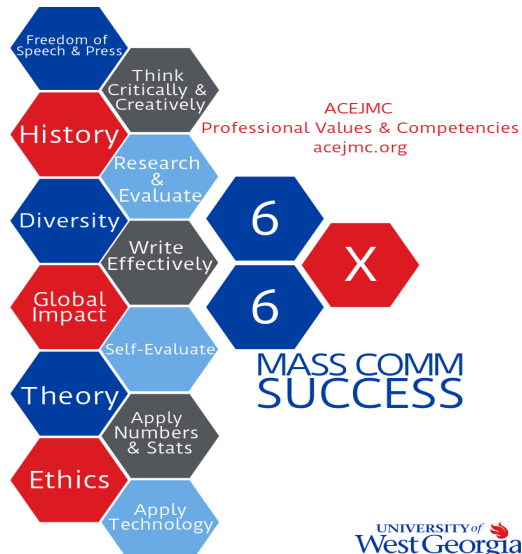 Freedom of
Speech & Press
Think
Critically &
Creatively
History
Research
&
Evaluate
Diversity
Write
Effectively
Global
Impact
Self-Evaluate
Theory
Apply
Numbers
& Stats
Ethics
Apply
Technology
ACEJMC
Professional Values & Competencies
acejmc.org
6
X
6
MASS COMM
SUCCESS
UNIVERSITY of
West Georgia